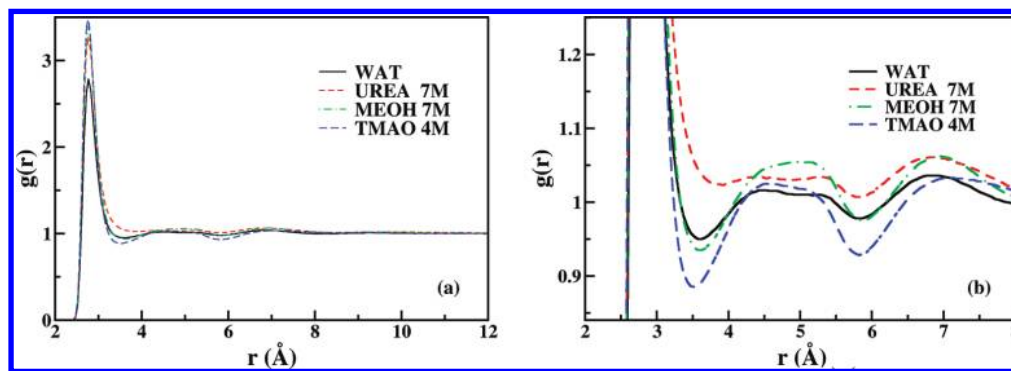 g(r)
3
2
1
0
2
4
6
8
10
12
r (Å)
WAT
UREA 7M
MEOH 7M
TMAO 4M
(a)
g(r)
1.2
1.1
1
0.9
2
3
4
5
6
7
8
r (Å)
WAT
UREA 7M
MEOH 7M
TMAO 4M
(b)